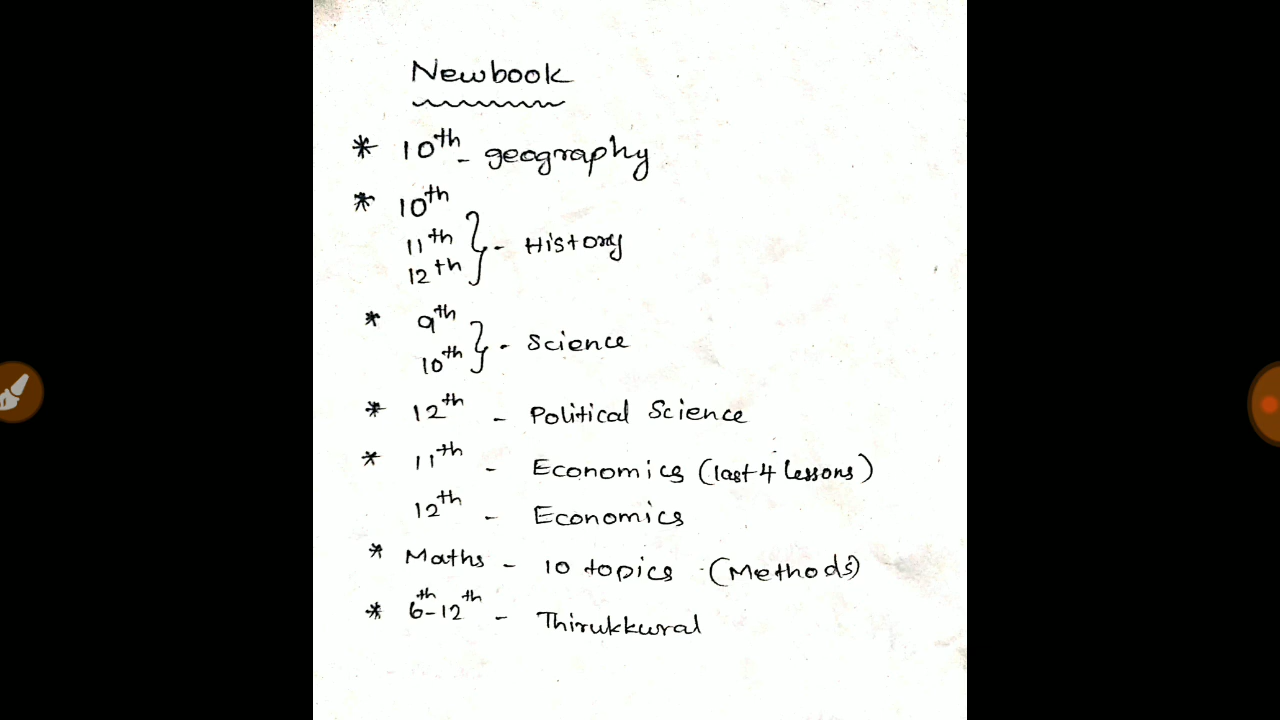 Newbook
* 10th - geography
* 10th
11th } - History
12th
* 9th
10th } - Science
* 12th - Political Science
* 11th - Economics (last 4 lessons)
12th - Economics
* Maths - 10 topics (Methods)
* 6th-12th - Thirukkural